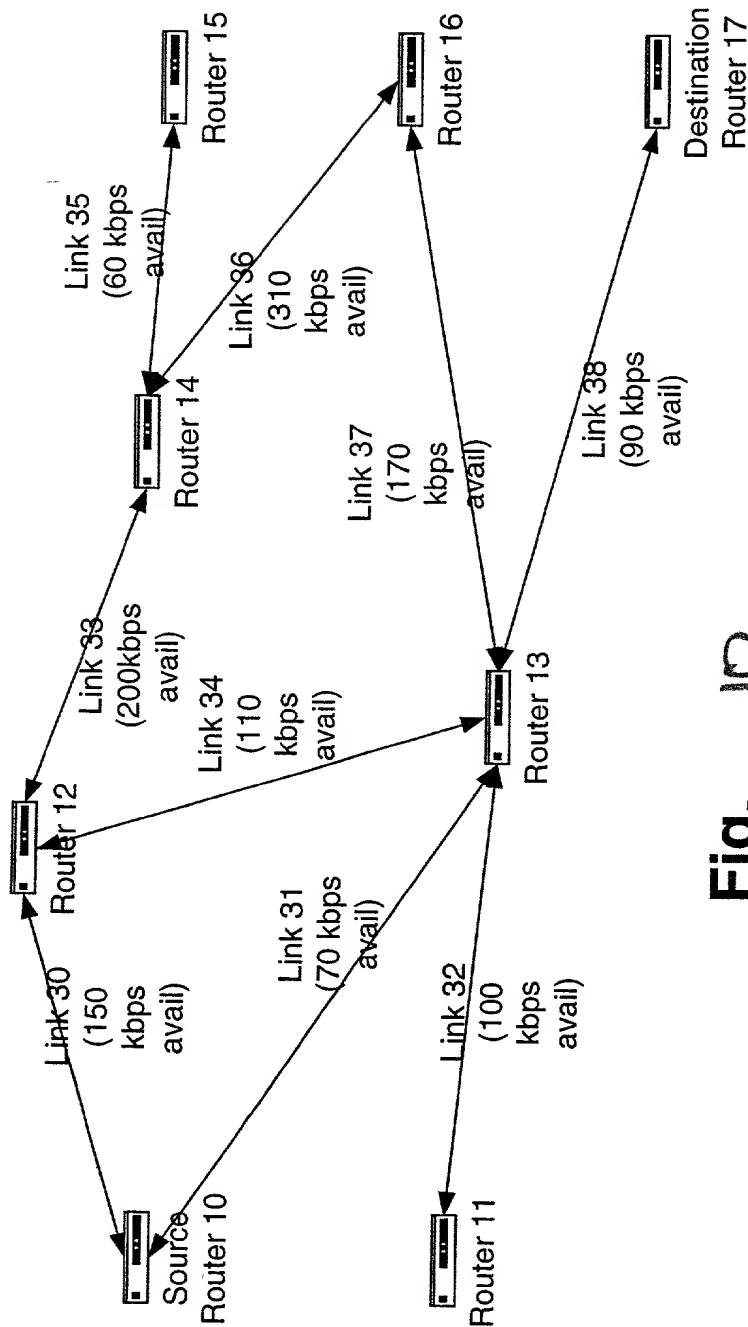 Source
Router 10
Link 30
(150
kbps
avail)
Router 12
Link 33
(200kbps
avail)
Router 14
Link 35
(60 kbps
avail)
Router 15
Link 34
(110
kbps
avail)
Link 36
(310
kbps
avail)
Router 16
Link 31
(70 kbps
avail)
Link 37
(170
kbps
avail)
Router 11
Link 32
(100
kbps
avail)
Router 13
Link 38
(90 kbps
avail)
Destination
Router 17
Fig.